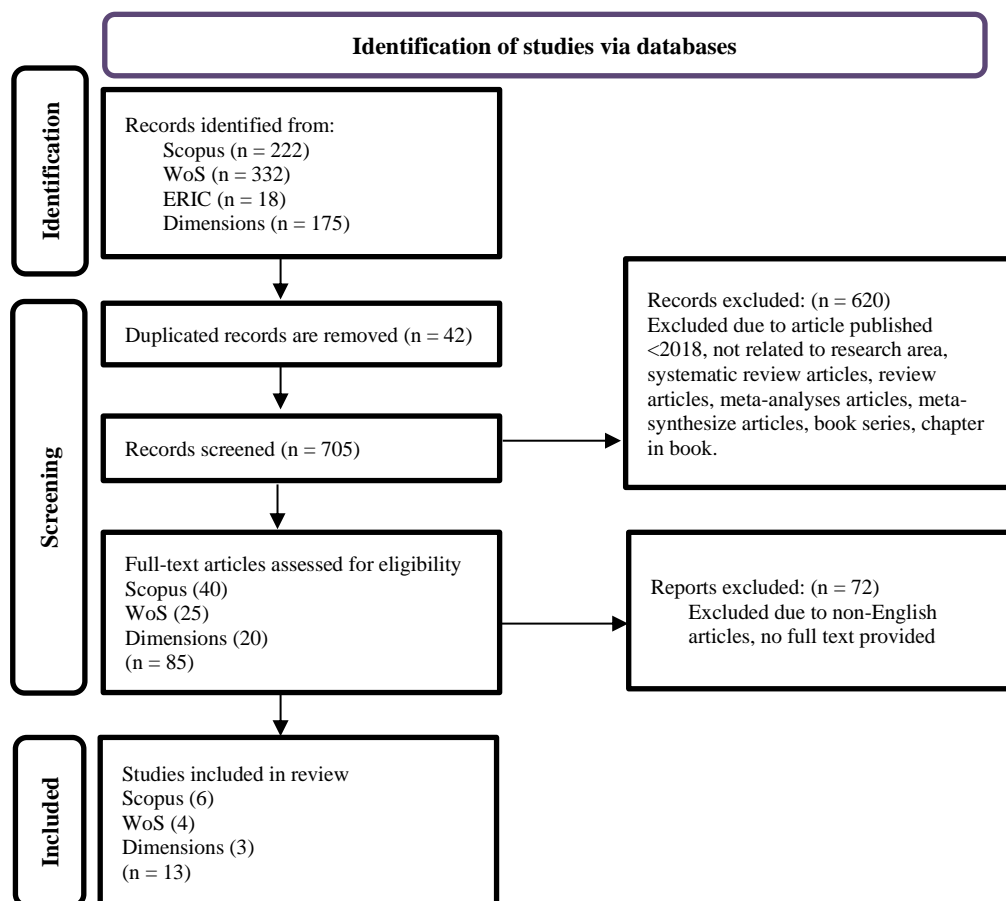 Identification of studies via databases
Identification
Records identified from:
Scopus (n = 222)
WoS (n = 332)
ERIC (n = 18)
Dimensions (n = 175)
Screening
Duplicated records are removed (n = 42)
Records screened (n = 705)
Records excluded: (n = 620)
Excluded due to article published
<2018, not related to research area,
systematic review articles, review
articles, meta-analyses articles, meta-
synthesize articles, book series, chapter
in book.
Full-text articles assessed for eligibility
Scopus (40)
WoS (25)
Dimensions (20)
(n = 85)
Reports excluded: (n = 72)
Excluded due to non-English
articles, no full text provided
Included
Studies included in review
Scopus (6)
WoS (4)
Dimensions (3)
(n = 13)